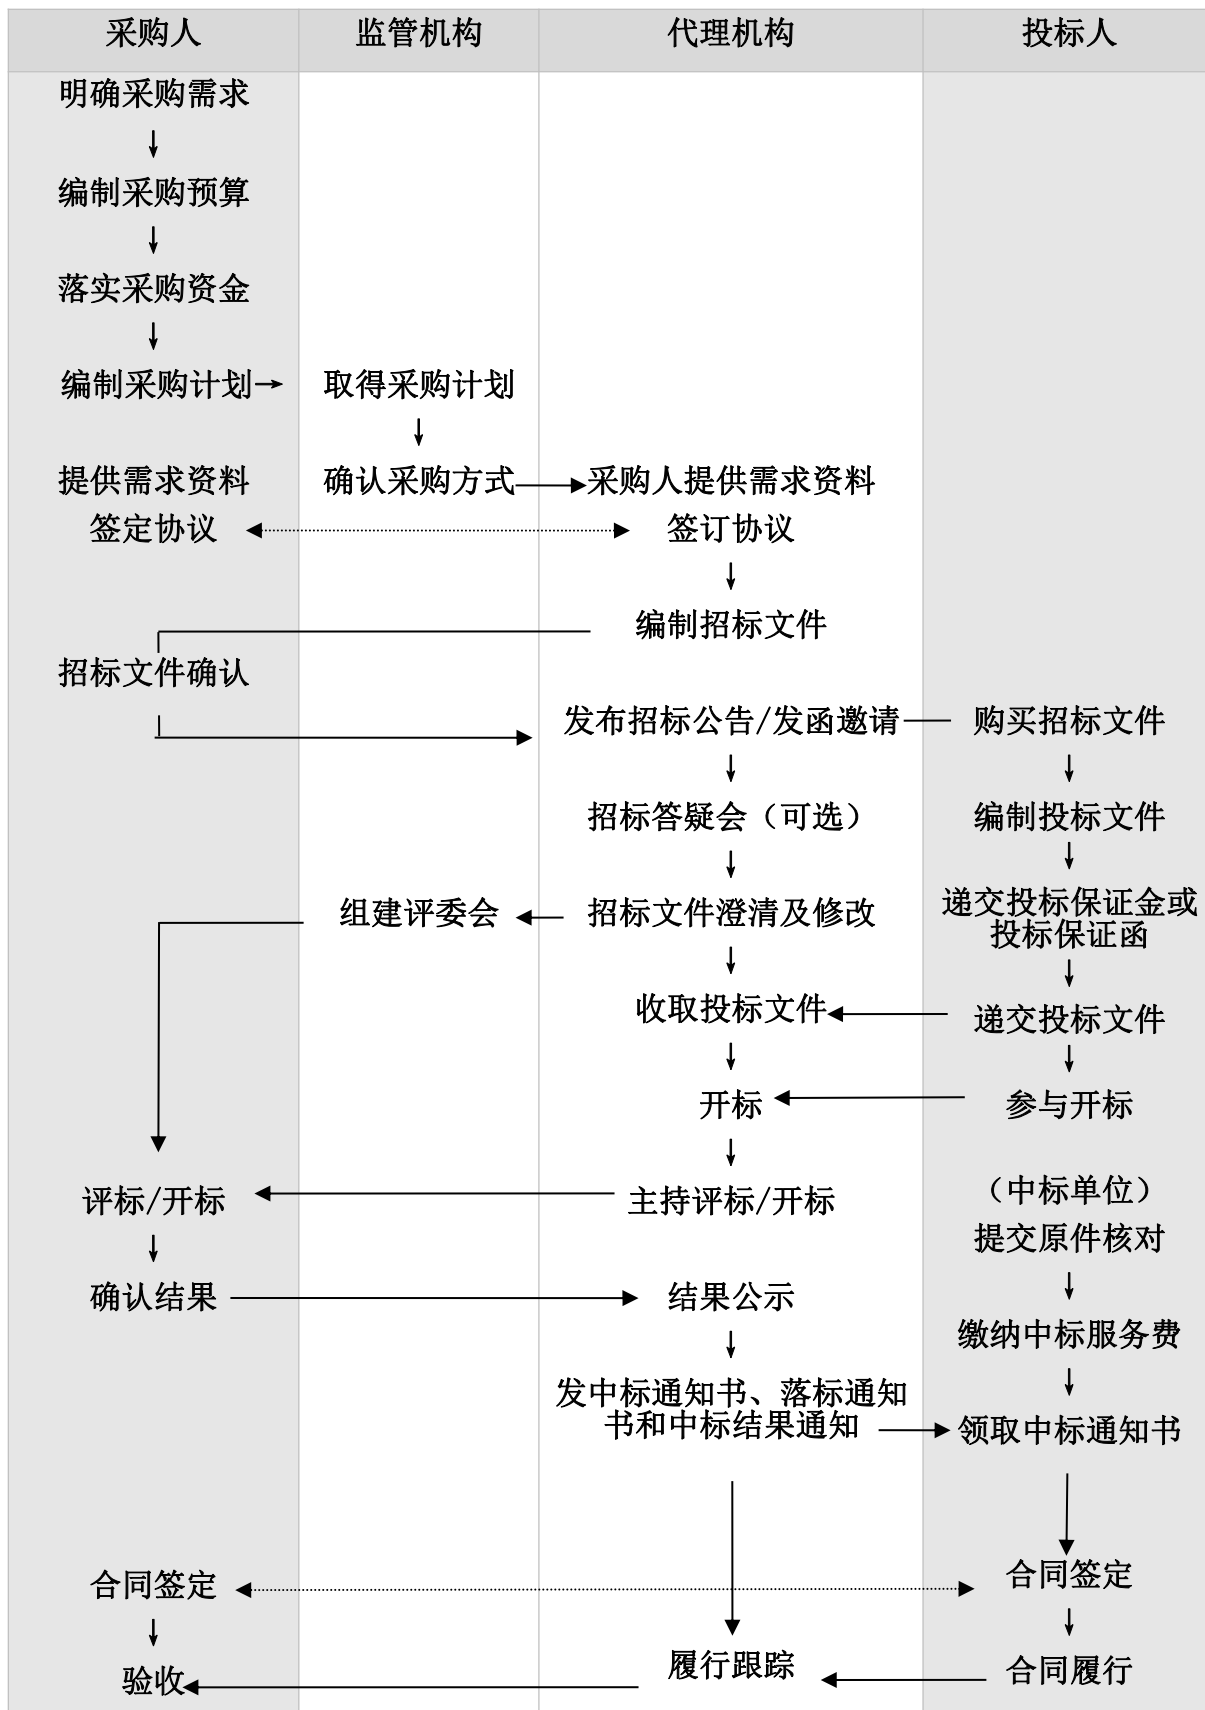 采购人 监管机构 代理机构 投标人
明确采购需求
编制采购预算
落实采购资金
编制采购计划 取得采购计划
提供需求资料 确认采购方式 采购人提供需求资料
签定协议 签订协议
编制招标文件
招标文件确认
发布招标公告/发函邀请 购买招标文件
招标答疑会（可选） 编制投标文件
组建评委会 招标文件澄清及修改 递交投标保证金或
投标保证函
收取投标文件 递交投标文件
开标 参与开标
评标/开标 主持评标/开标 （中标单位）
提交原件核对
确认结果 结果公示
缴纳中标服务费
发中标通知书、落标通知
书和中标结果通知 领取中标通知书
合同签定 合同签定
验收 履行跟踪 合同履行